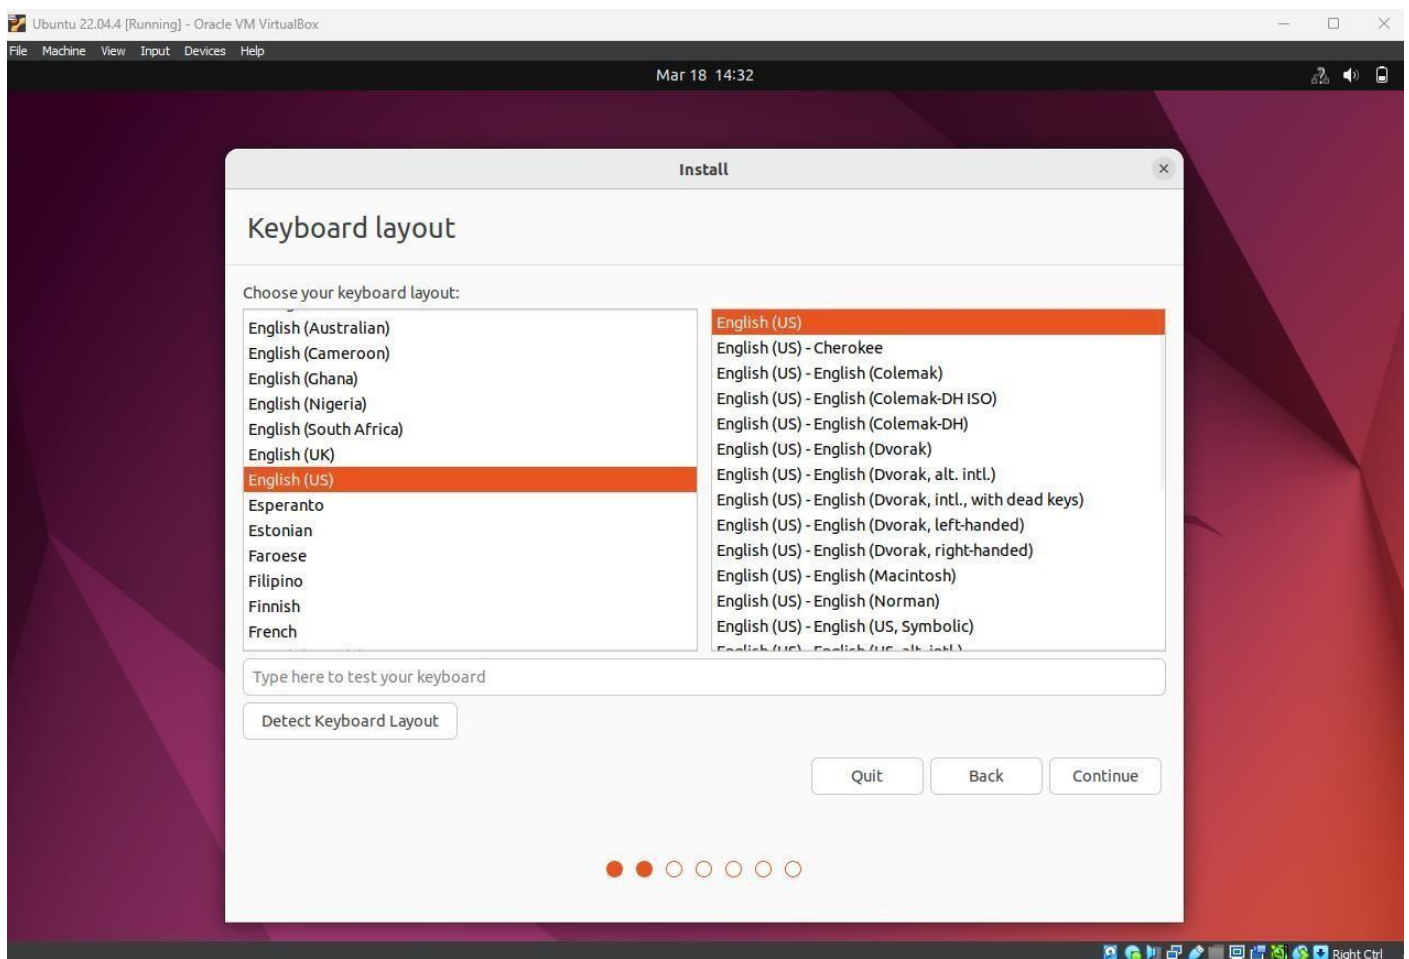 Ubuntu 22.04.4 [Running] - Oracle VM VirtualBox
File Machine View Input Devices Help
Mar 18 14:32
Install
Keyboard layout
Choose your keyboard layout:
English (Australian)
English (Cameroon)
English (Ghana)
English (Nigeria)
English (South Africa)
English (UK)
English (US)
Esperanto
Estonian
Faroese
Filipino
Finnish
French
English (US)
English (US) - Cherokee
English (US) - English (Colemak)
English (US) - English (Colemak-DH ISO)
English (US) - English (Colemak-DH)
English (US) - English (Dvorak)
English (US) - English (Dvorak, alt. intl.)
English (US) - English (Dvorak, intl., with dead keys)
English (US) - English (Dvorak, left-handed)
English (US) - English (Dvorak, right-handed)
English (US) - English (Macintosh)
English (US) - English (Norman)
English (US) - English (US, Symbolic)
English (US) - English (US, alt. intl.)
Type here to test your keyboard
Detect Keyboard Layout
Quit Back Continue
Right Ctrl